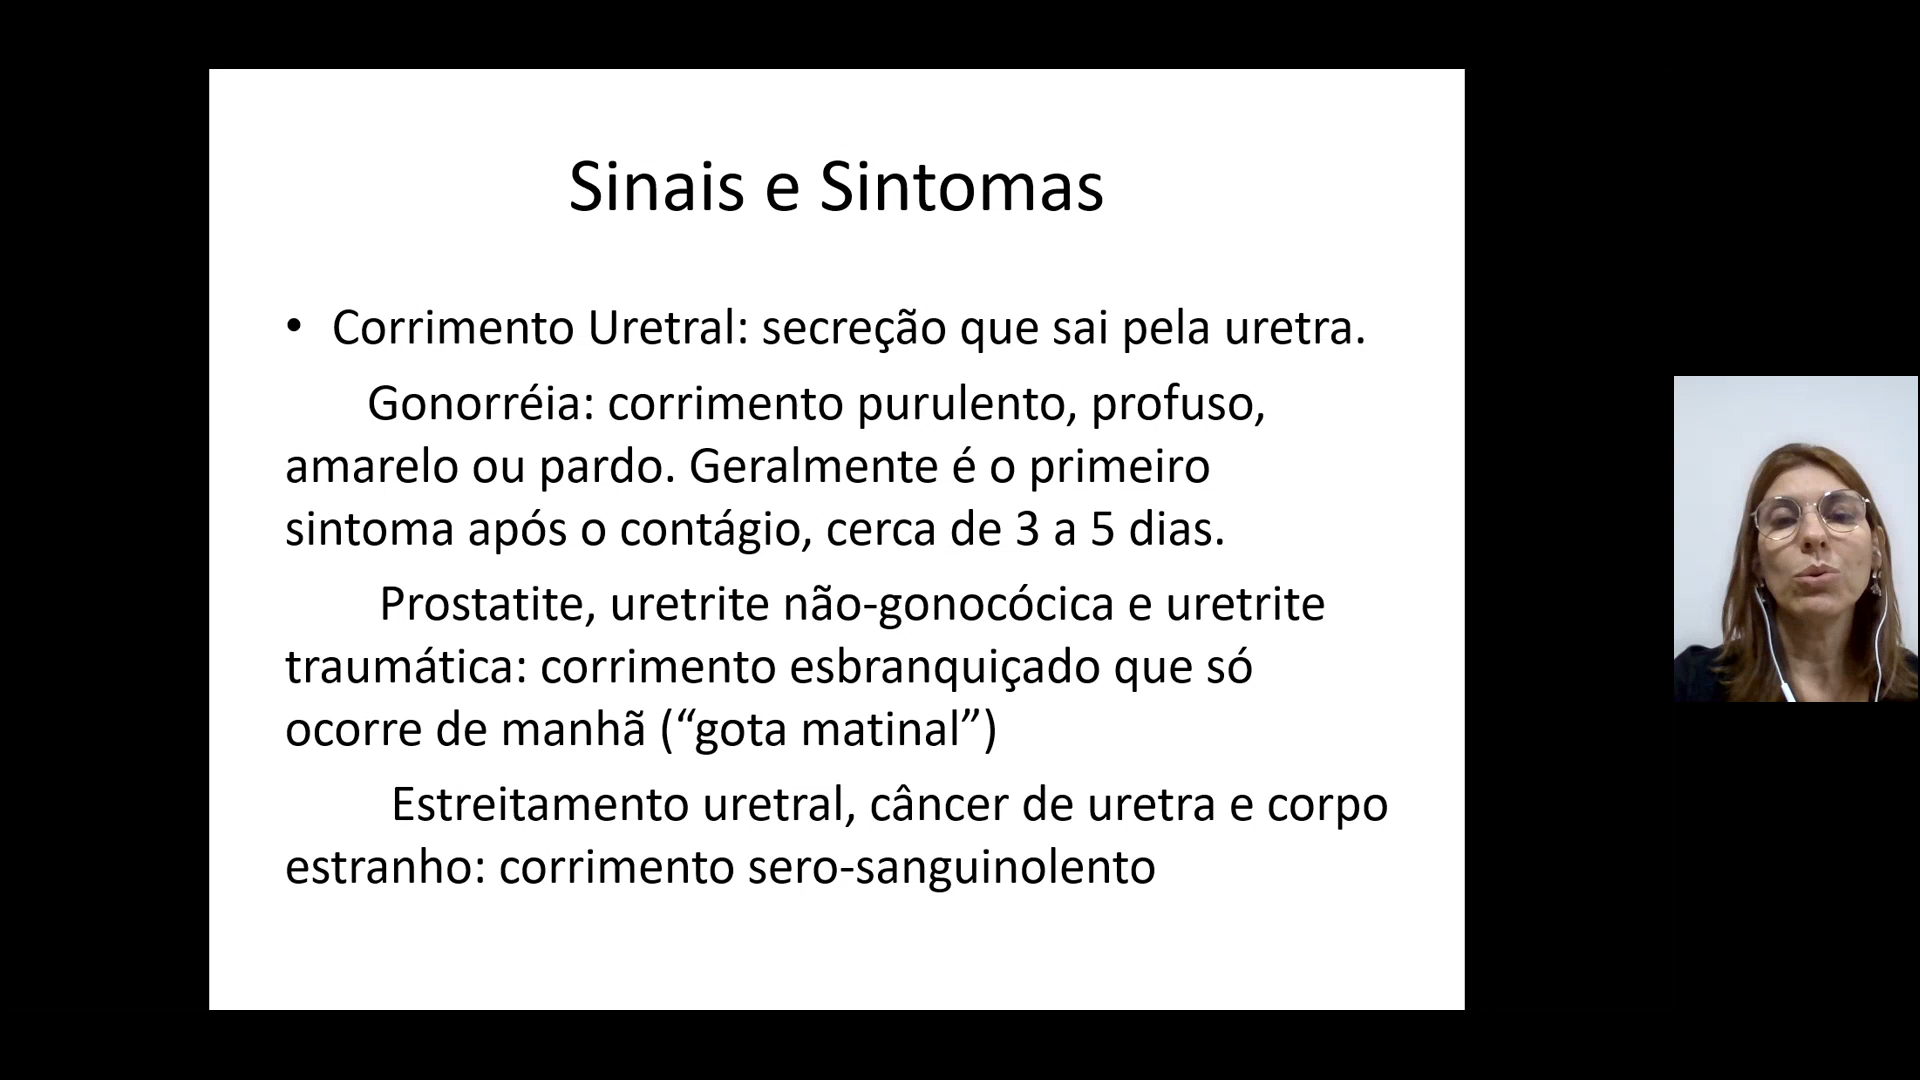 Sinais e Sintomas
• Corrimento Uretral: secreção que sai pela uretra.
Gonorréia: corrimento purulento, profuso,
amarelo ou pardo. Geralmente é o primeiro
sintoma após o contágio, cerca de 3 a 5 dias.
Prostatite, uretrite não-gonocócica e uretrite
traumática: corrimento esbranquiçado que só
ocorre de manhã (“gota matinal”)
Estreitamento uretral, câncer de uretra e corpo
estranho: corrimento sero-sanguinolento